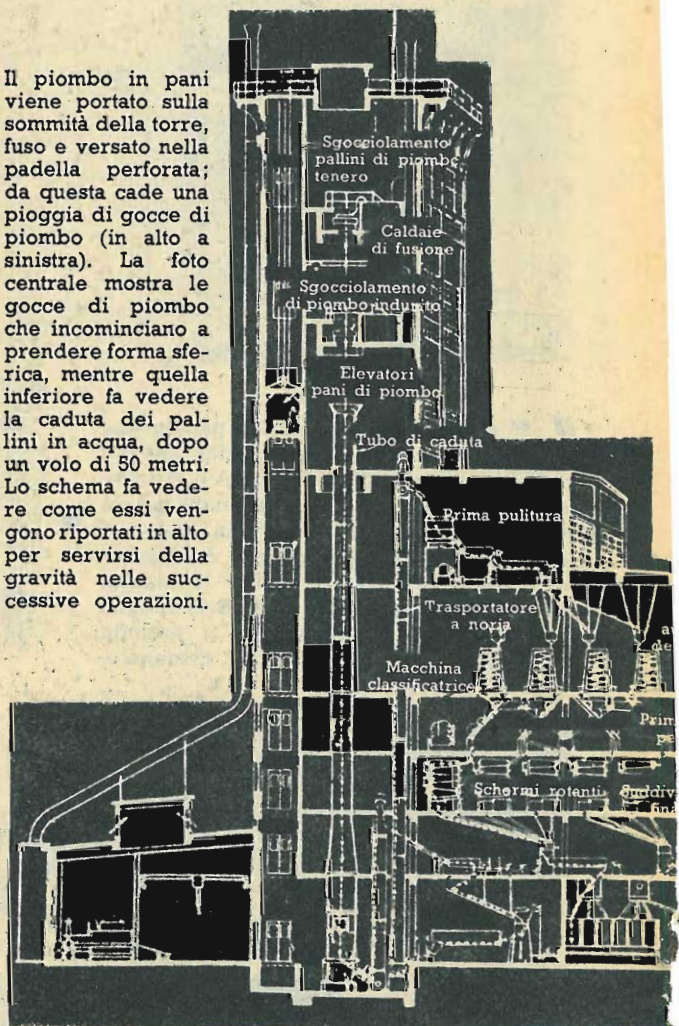 Il piombo in pani
viene portato sulla
sommità della torre,
fuso e versato nella
padella perforata;
da questa cade una
pioggia di gocce di
piombo (in alto a
sinistra). La foto
centrale mostra le
gocce di piombo
che incominciano a
prendere forma sfe-
rica, mentre quella
inferiore fa vedere
la caduta dei pal-
lini in acqua, dopo
un volo di 50 metri.
Lo schema fa vede-
re come essi ven-
gono riportati in alto
per servirsi della
gravità nelle suc-
cessive operazioni.
Sgocciolamento
pallini di piombo
tenero
Caldaie
di fusione
Sgocciolamento
di piombo indurito
Elevatori
pani di piombo
Tubo di caduta
Prima pulitura
Trasportatore
a noria
Macchina
classificatrice
Schermi rotanti